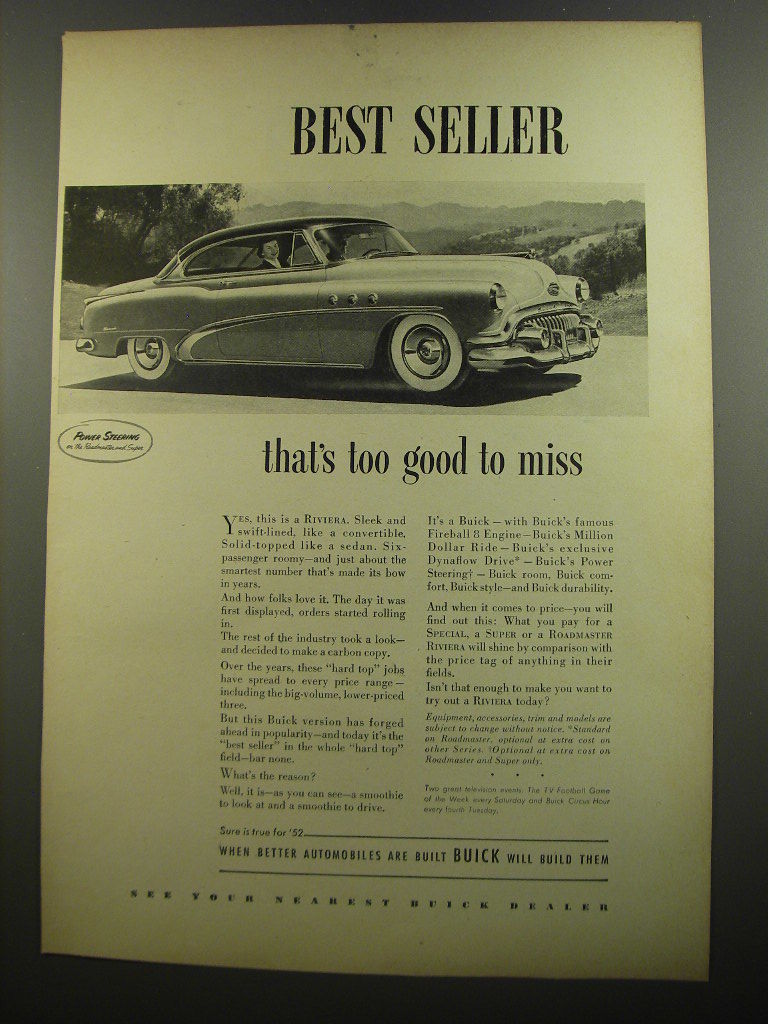 BEST SELLER
POWER STEERING
on the Roadmaster and Super
that's too good to miss
YES, this is a RIVIERA. Sleek and
swift-lined, like a convertible.
Solid-topped like a sedan. Six-
passenger roomy—and just about the
smartest number that's made its bow
in years.
And how folks love it. The day it was
first displayed, orders started rolling
in.
The rest of the industry took a look—
and decided to make a carbon copy.
Over the years, these "hard top" jobs
have spread to every price range—
including the big-volume, lower-priced
three.
But this Buick version has forged
ahead in popularity—and today it's the
"best seller" in the whole "hard top"
field—bar none.
What's the reason?
Well, it is—as you can see—a smoothie
to look at and a smoothie to drive.
It's a Buick — with Buick's famous
Fireball 8 Engine—Buick's Million
Dollar Ride—Buick's exclusive
Dynaflow Drive* — Buick's Power
Steering† — Buick room, Buick com-
fort, Buick style—and Buick durability.
And when it comes to price—you will
find out this: What you pay for a
SPECIAL, a SUPER or a ROADMASTER
RIVIERA will shine by comparison with
the price tag of anything in their
fields.
Isn't that enough to make you want to
try out a RIVIERA today?
Equipment, accessories, trim and models are
subject to change without notice. *Standard
on Roadmaster, optional at extra cost on
other Series. †Optional at extra cost on
Roadmaster and Super only.
• • •
Two great television events: The TV Football Game
of the Week every Saturday and Buick Circus Hour
every fourth Tuesday.
Sure is true for '52
WHEN BETTER AUTOMOBILES ARE BUILT BUICK WILL BUILD THEM
SEE YOUR NEAREST BUICK DEALER